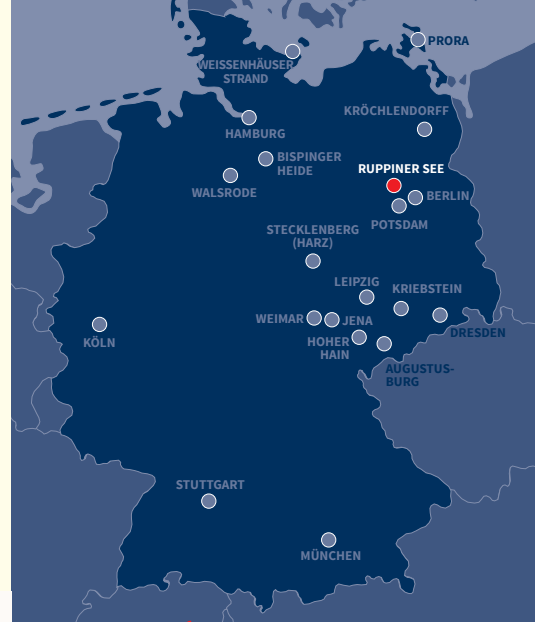 PRORA
WEISSENHÄUSER
STRAND
KRÖCHLENDORFF
HAMBURG
BISPINGER
HEIDE
RUPPINER SEE
WALSRODE
BERLIN
POTSDAM
STECKLENBERG
(HARZ)
LEIPZIG
KRIEBSTEIN
WEIMAR
JENA
DRESDEN
KÖLN
HOHER
HAIN
AUGUSTUS-
BURG
STUTTGART
MÜNCHEN